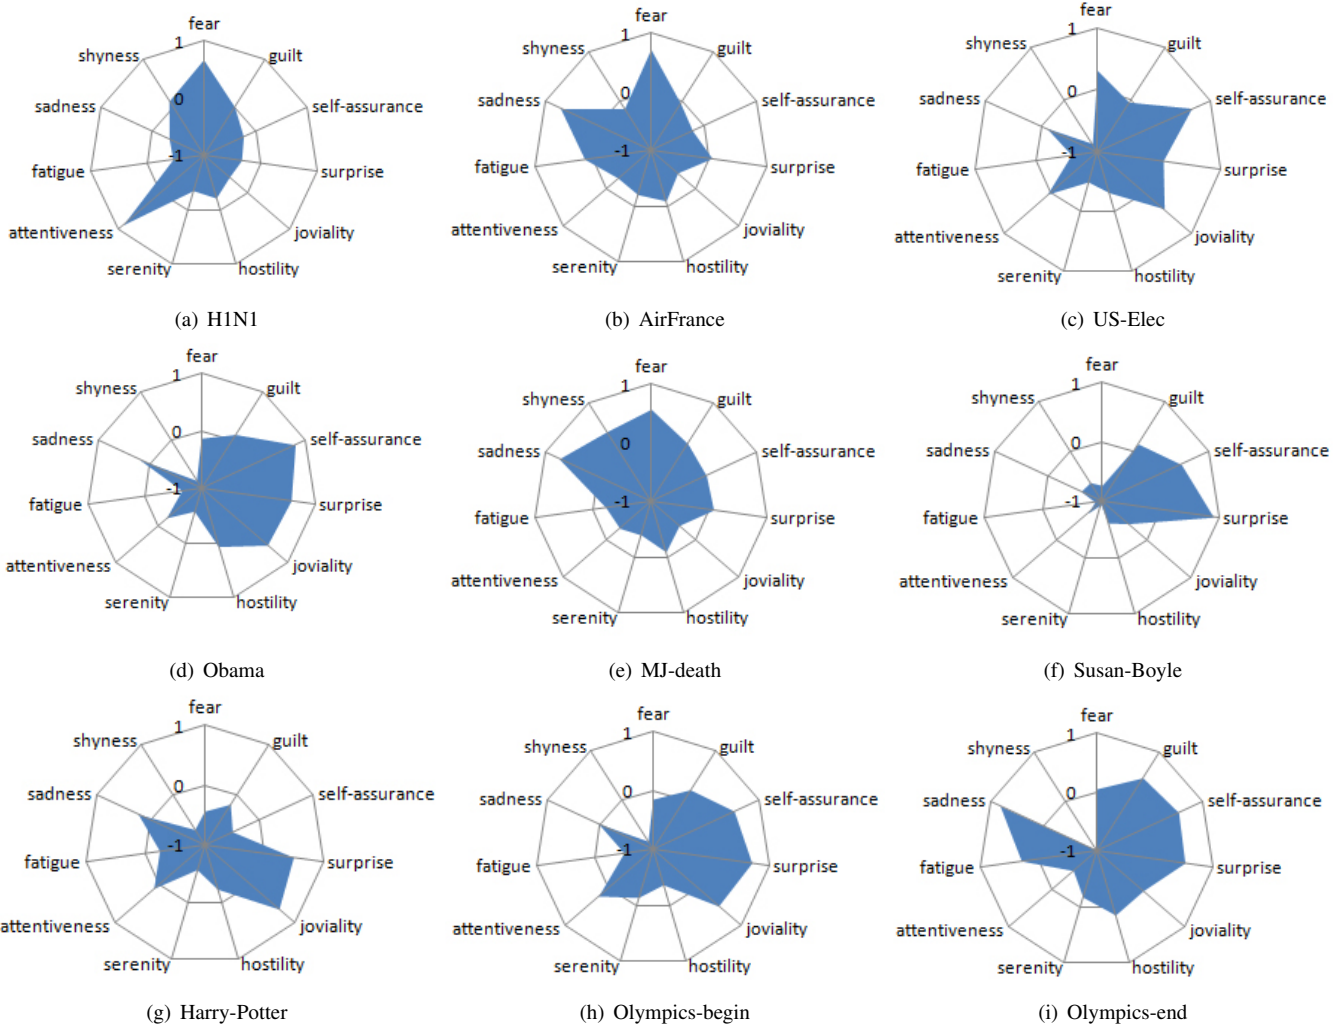 fear
1
shyness
guilt
sadness
0
self-assurance
-1
fatigue
surprise
attentiveness
joviality
serenity
hostility
(a) H1N1
fear
1
shyness
guilt
sadness
0
self-assurance
-1
fatigue
surprise
attentiveness
joviality
serenity
hostility
(b) AirFrance
fear
1
shyness
guilt
sadness
0
self-assurance
-1
fatigue
surprise
attentiveness
joviality
serenity
hostility
(c) US-Elec
fear
1
shyness
guilt
sadness
0
self-assurance
-1
fatigue
surprise
attentiveness
joviality
serenity
hostility
(d) Obama
fear
1
shyness
guilt
sadness
0
self-assurance
-1
fatigue
surprise
attentiveness
joviality
serenity
hostility
(e) MJ-death
fear
1
shyness
guilt
sadness
0
self-assurance
-1
fatigue
surprise
attentiveness
joviality
serenity
hostility
(f) Susan-Boyle
fear
1
shyness
guilt
sadness
0
self-assurance
-1
fatigue
surprise
attentiveness
joviality
serenity
hostility
(g) Harry-Potter
fear
1
shyness
guilt
sadness
0
self-assurance
-1
fatigue
surprise
attentiveness
joviality
serenity
hostility
(h) Olympics-begin
fear
1
shyness
guilt
sadness
0
self-assurance
-1
fatigue
surprise
attentiveness
joviality
serenity
hostility
(i) Olympics-end